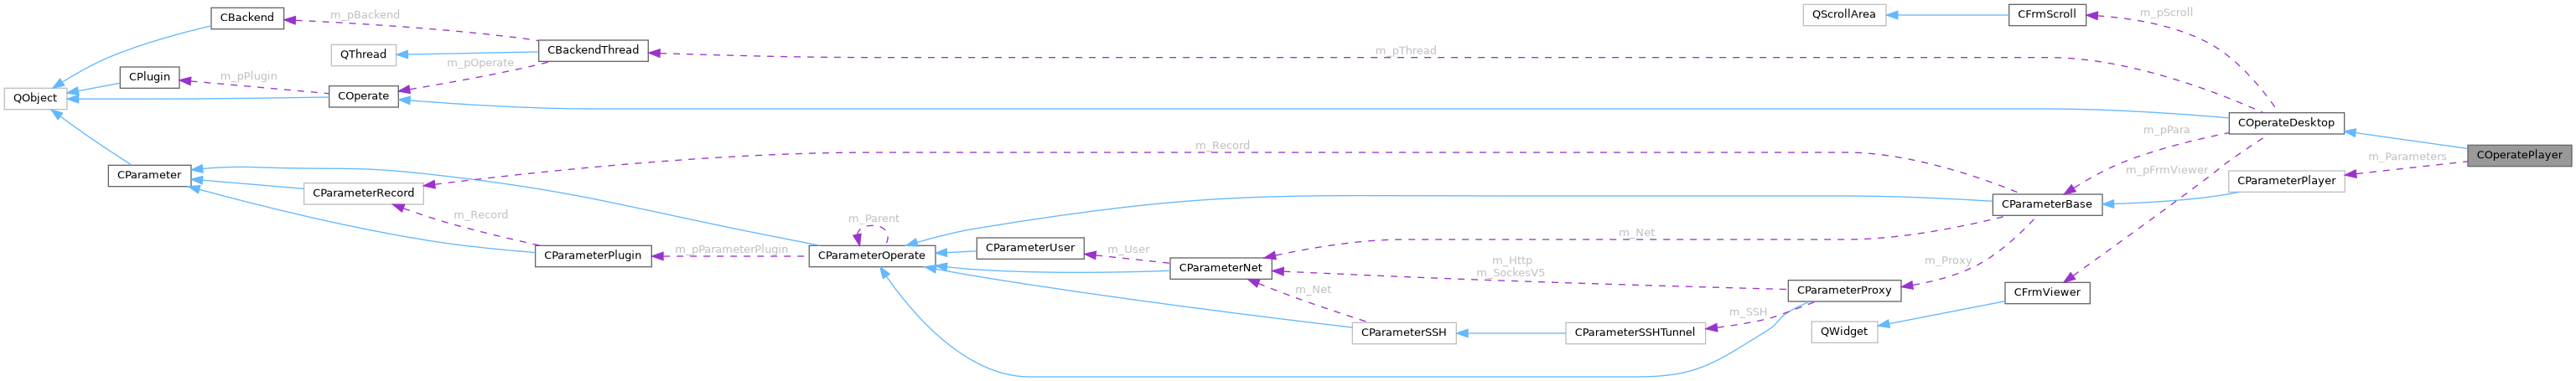 CBackend
m_pBackend
QScrollArea
CFrmScroll
m_pScroll
QThread
CBackendThread
m_pThread
m_pOperate
CPlugin
m_pPlugin
QObject
COperate
COperateDesktop
m_pPara
COperatePlayer
m_Parameters
m_Record
CParameter
CParameterRecord
m_pFrmViewer
CParameterPlayer
CParameterBase
m_Record
m_Parent
m_Net
CParameterPlugin
m_pParameterPlugin
CParameterOperate
CParameterUser
m_User
CParameterNet
m_Http
m_SockesV5
m_Proxy
m_Net
CParameterProxy
CFrmViewer
m_SSH
CParameterSSH
CParameterSSHTunnel
QWidget